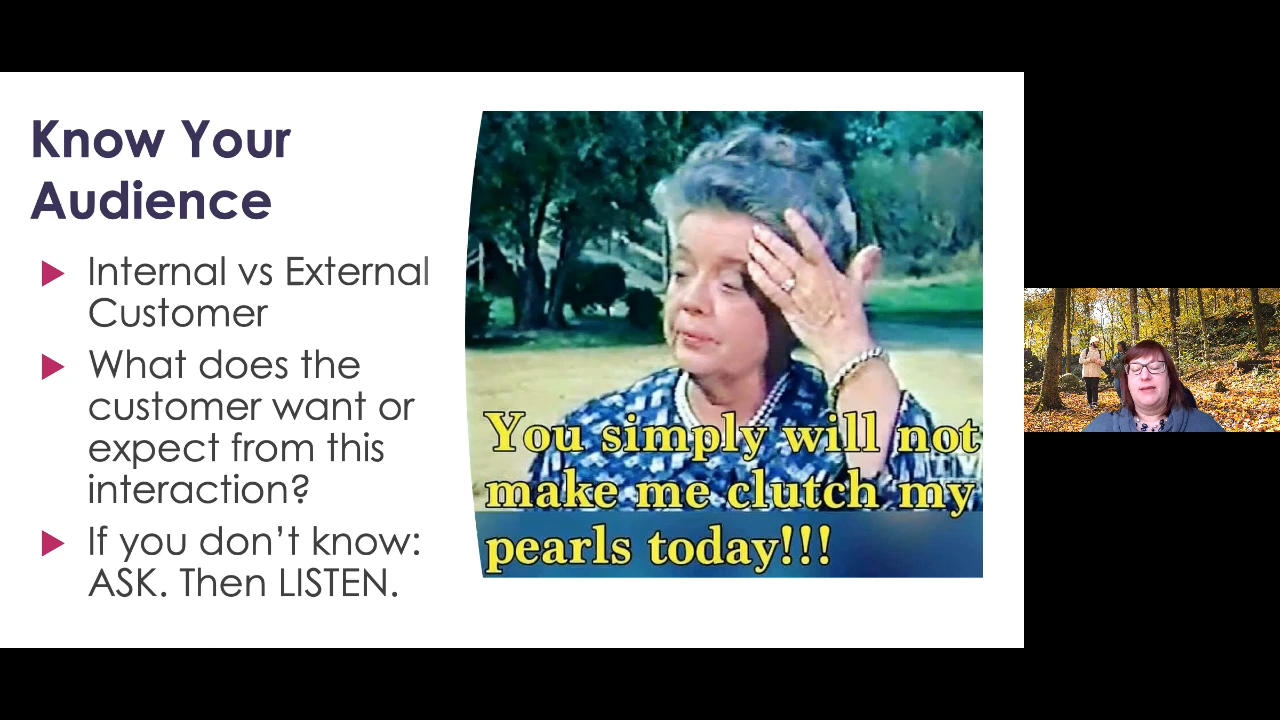 Know Your
Audience
Internal vs External
Customer
What does the
customer want or
expect from this
interaction?
If you don't know:
ASK. Then LISTEN.
You simply will not
make me clutch my
pearls today!!!